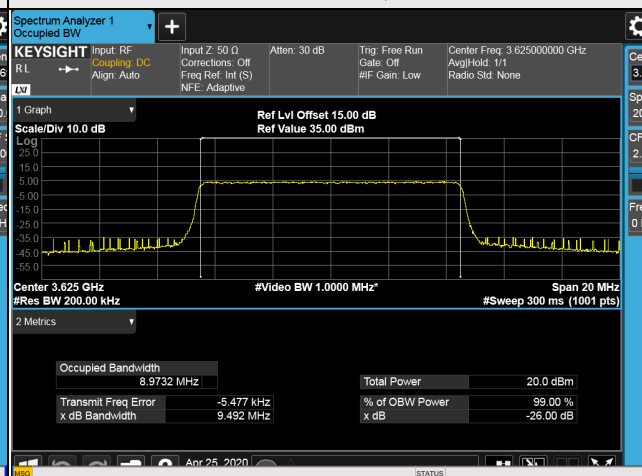 Spectrum Analyzer 1
Occupied BW
+
KEYSIGHT
RL
LXI
Input: RF
Coupling: DC
Align: Auto
Input Z: 50 Ω
Corrections: Off
Freq Ref: Int (S)
NFE: Adaptive
Atten: 30 dB
Trig: Free Run
Gate: Off
#IF Gain: Low
Center Freq: 3.625000000 GHz
Avg|Hold: 1/1
Radio Std: None
1 Graph
Scale/Div 10.0 dB
Ref Lvl Offset 15.00 dB
Ref Value 35.00 dBm
Log
25.0
15.0
5.00
-5.00
-15.0
-25.0
-35.0
-45.0
-55.0
Center 3.625 GHz
#Res BW 200.00 kHz
#Video BW 1.0000 MHz*
Span 20 MHz
#Sweep 300 ms (1001 pts)
2 Metrics
Occupied Bandwidth
8.9732 MHz
Total Power 20.0 dBm
Transmit Freq Error -5.477 kHz
% of OBW Power 99.00 %
x dB Bandwidth 9.492 MHz
x dB -26.00 dB
Apr 25, 2020
MSG
STATUS